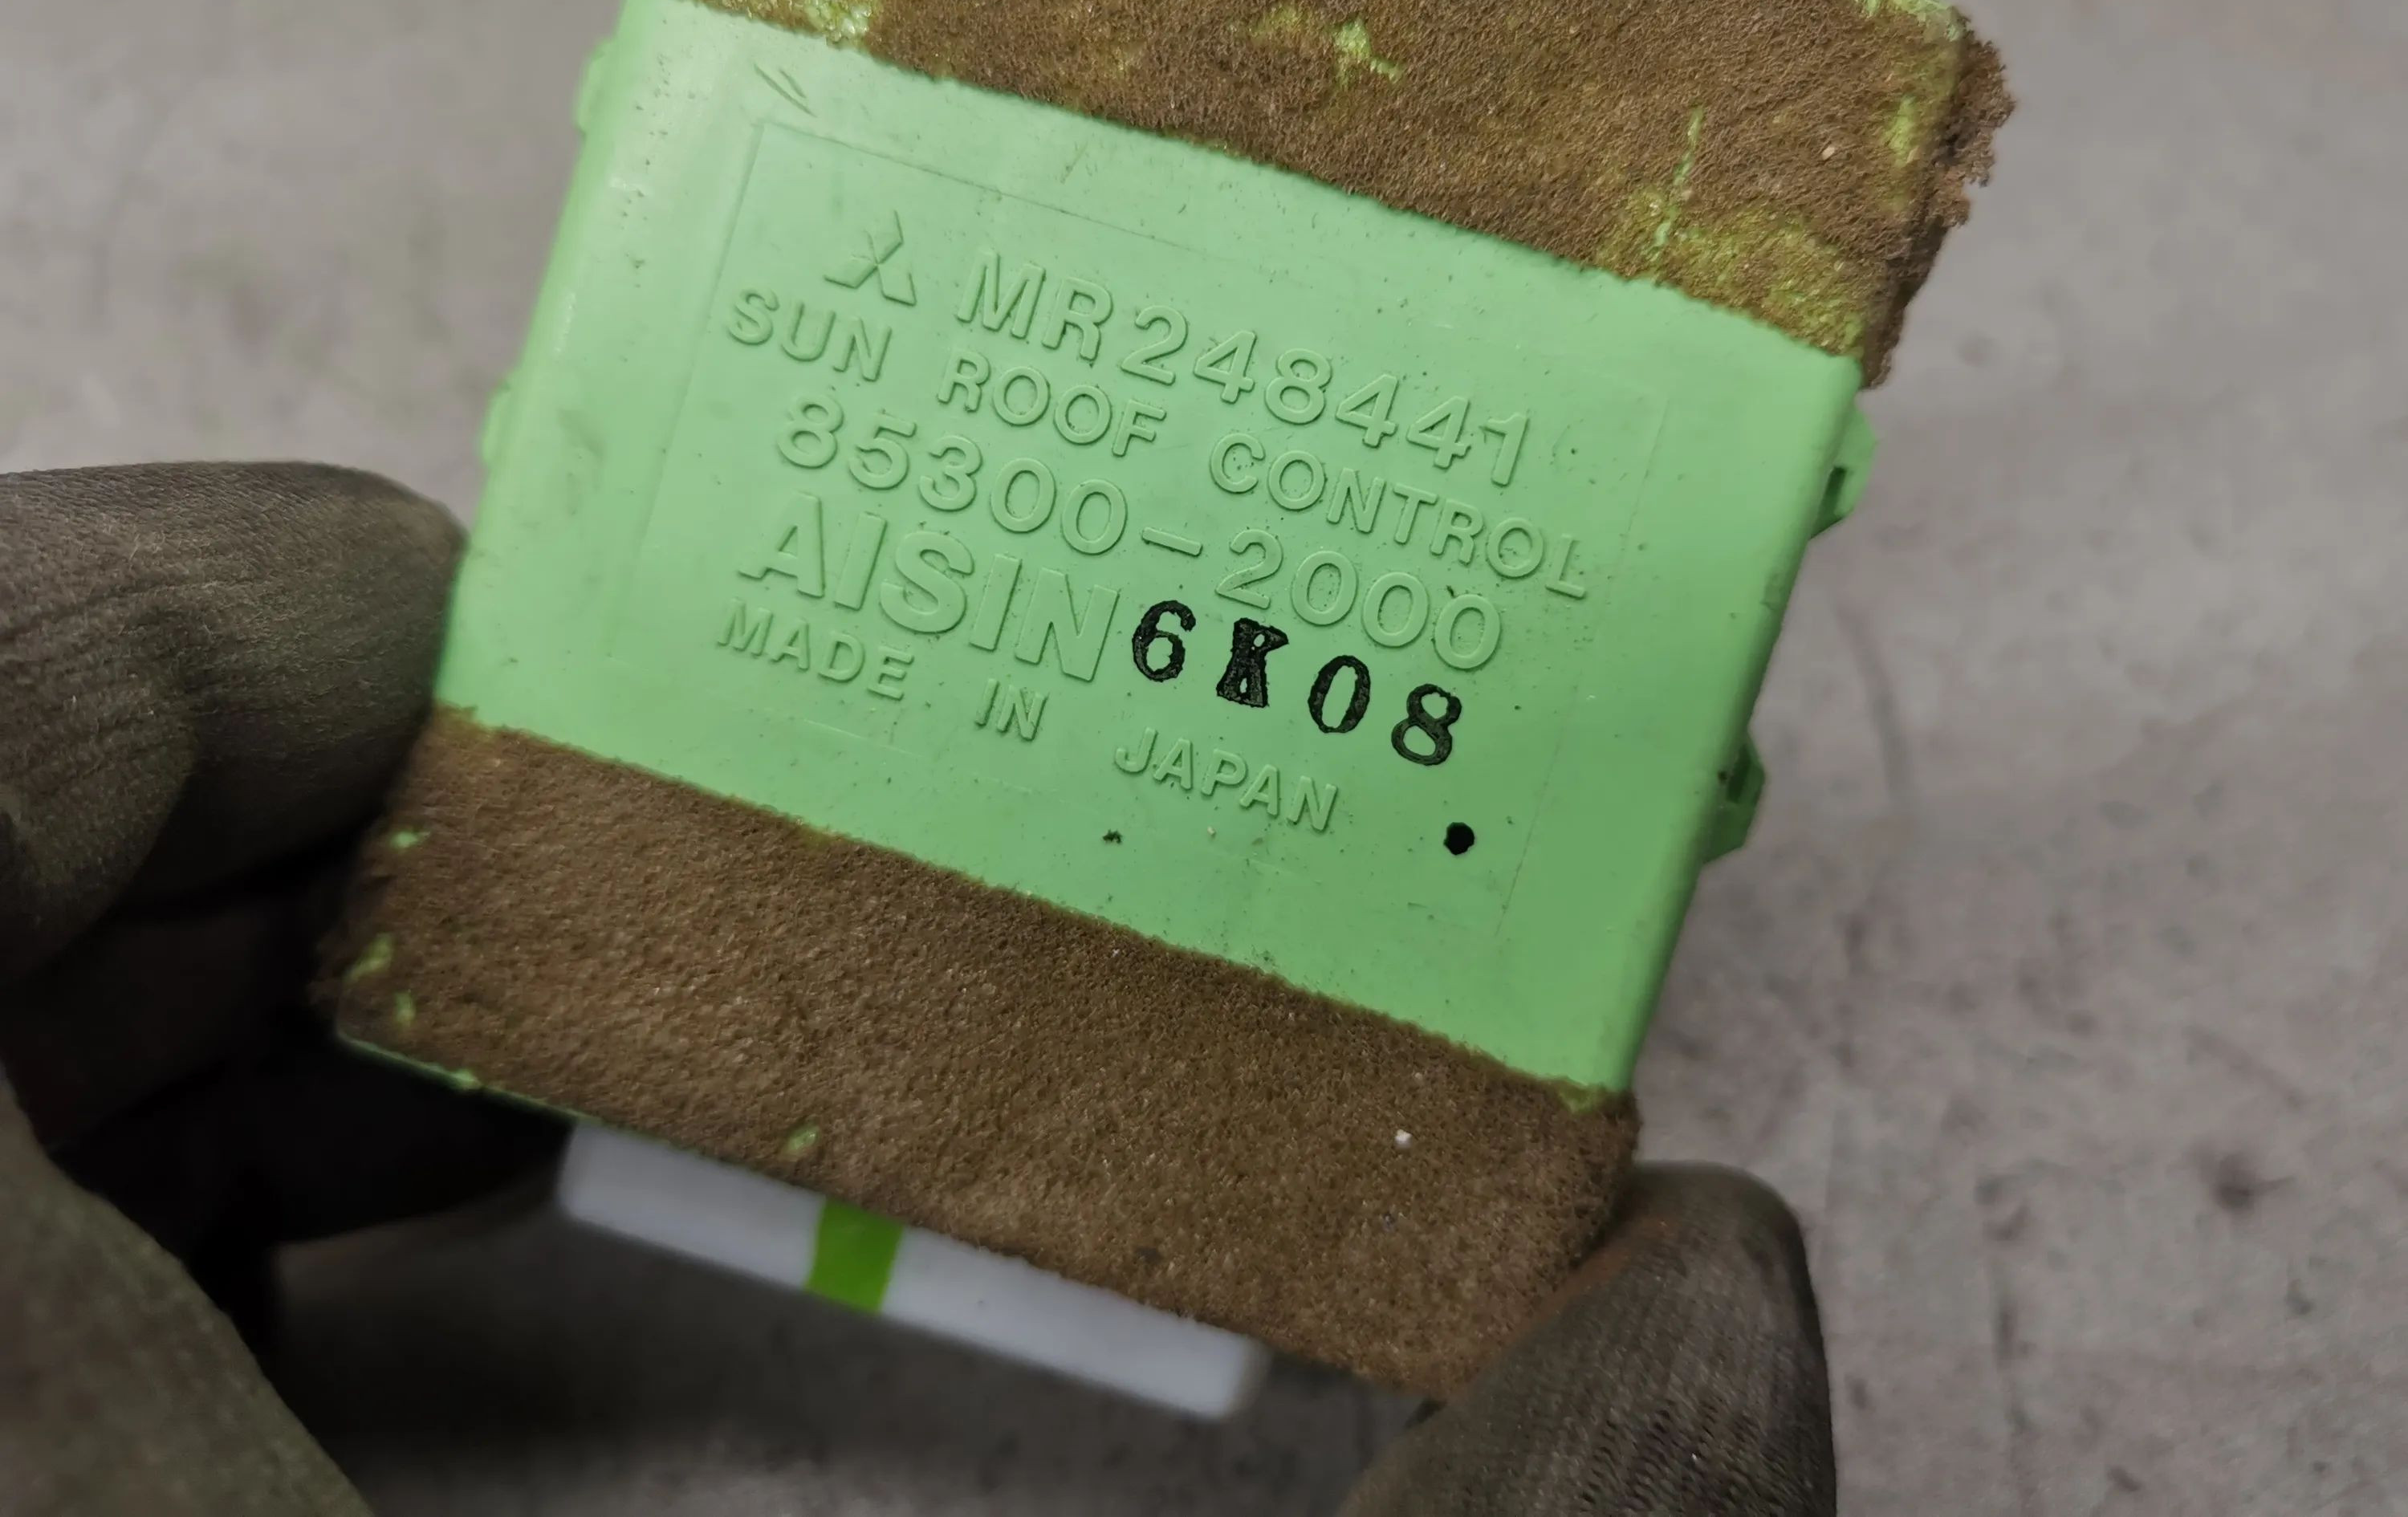 MR248441
SUN ROOF CONTROL
85300-2000
AISIN 6K08
MADE IN JAPAN